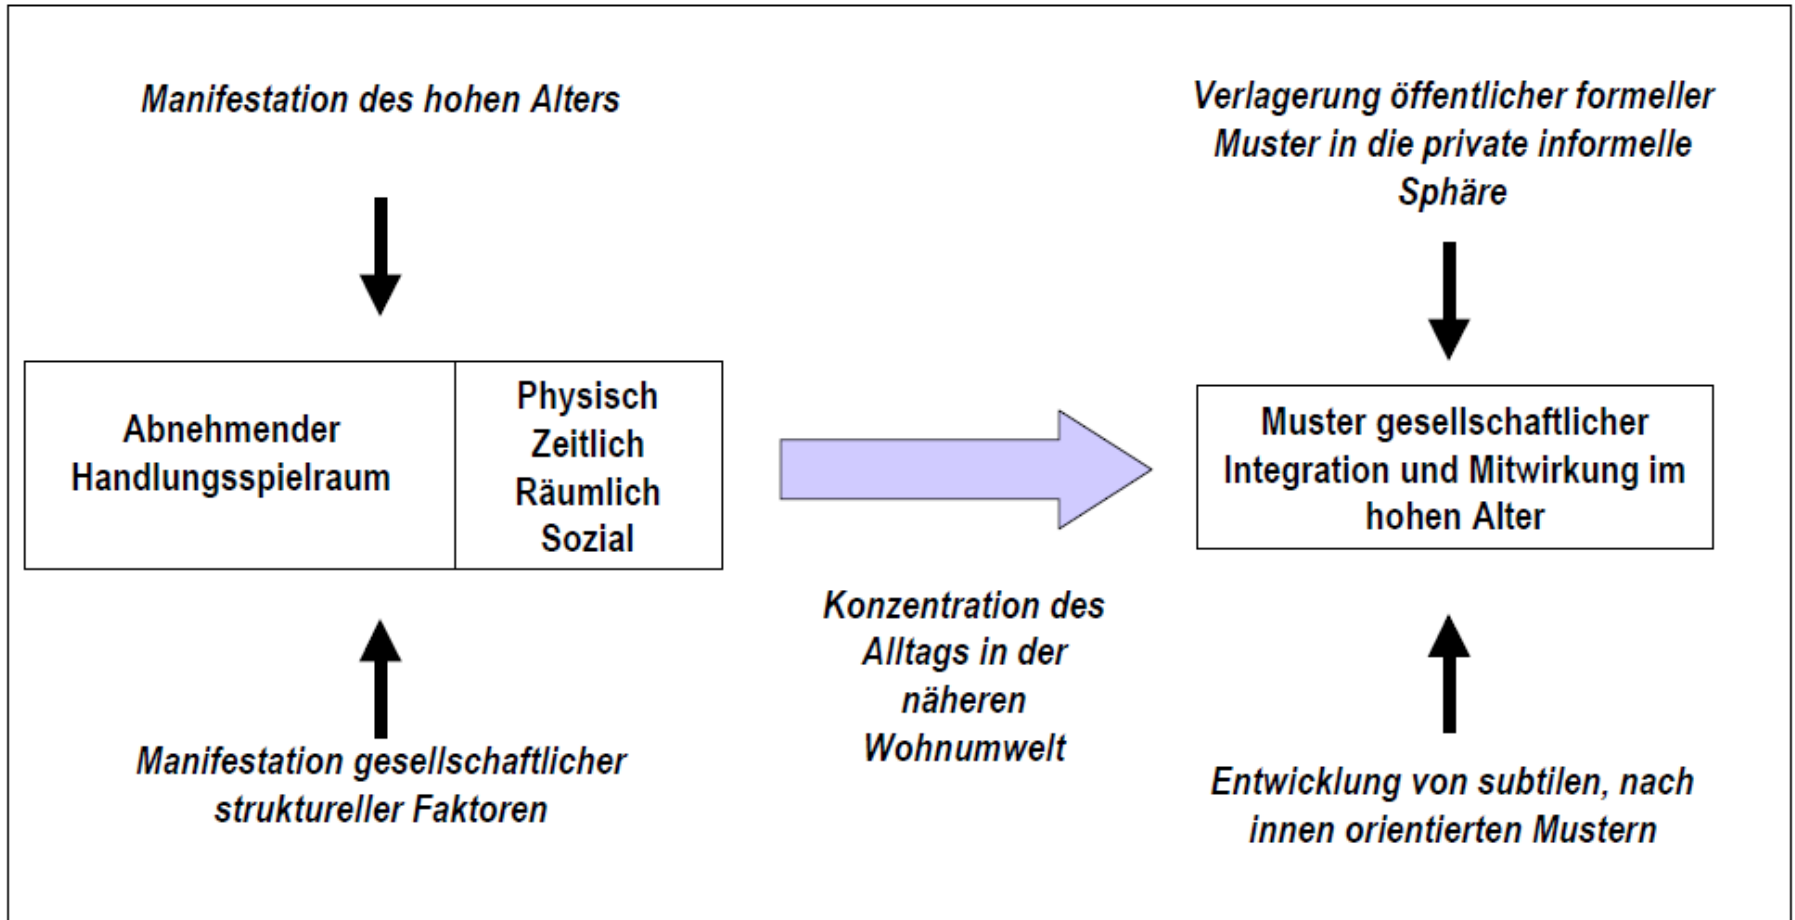 Manifestation des hohen Alters
Verlagerung öffentlicher formeller
Muster in die private informelle
Sphäre
Abnehmender
Handlungsspielraum
Physisch
Zeitlich
Räumlich
Sozial
Muster gesellschaftlicher
Integration und Mitwirkung im
hohen Alter
Konzentration des
Alltags in der
näheren
Wohnumwelt
Manifestation gesellschaftlicher
struktureller Faktoren
Entwicklung von subtilen, nach
innen orientierten Mustern